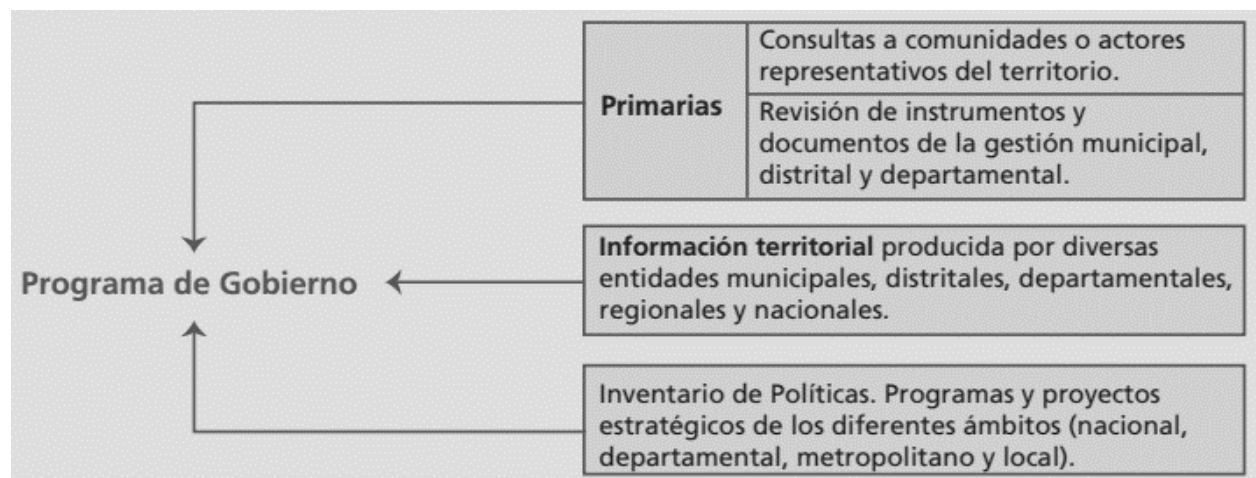 Consultas a comunidades o actores
representativos del territorio.
Primarias
Revisión de instrumentos y
documentos de la gestión municipal,
distrital y departamental.
Información territorial producida por diversas
entidades municipales, distritales, departamentales,
regionales y nacionales.
Programa de Gobierno
Inventario de Políticas. Programas y proyectos
estratégicos de los diferentes ámbitos (nacional,
departamental, metropolitano y local).